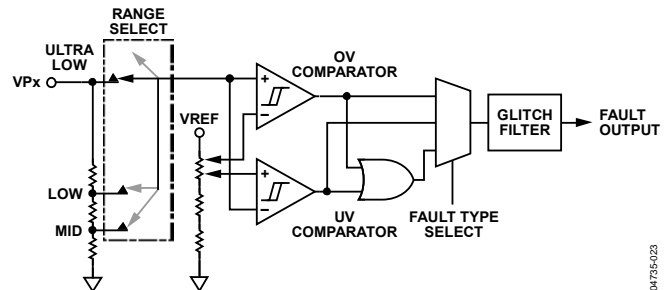 RANGE
SELECT
ULTRA
LOW
VPx
LOW
MID
VREF
+
–
+
–
OV
COMPARATOR
UV
COMPARATOR
FAULT TYPE
SELECT
GLITCH
FILTER
FAULT
OUTPUT
04735-023